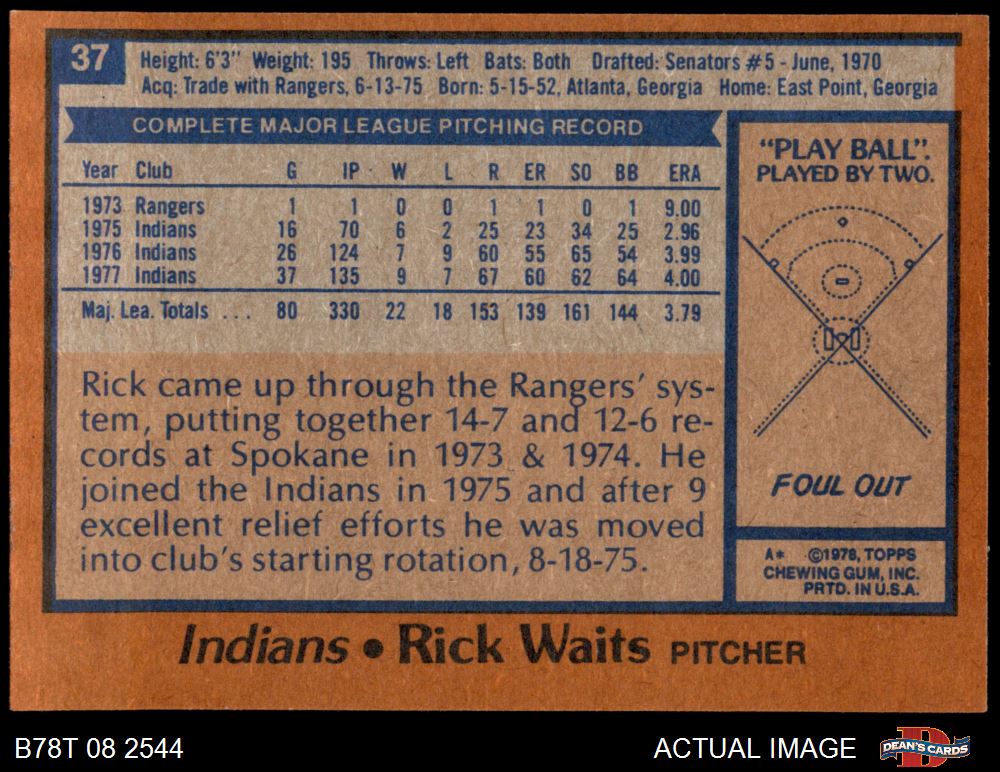 37
Height: 6'3" Weight: 195 Throws: Left Bats: Both Drafted: Senators #5 - June, 1970
Acq: Trade with Rangers, 6-13-75 Born: 5-15-52, Atlanta, Georgia Home: East Point, Georgia
COMPLETE MAJOR LEAGUE PITCHING RECORD
Year Club G IP W L R ER SO BB ERA
1973 Rangers 1 1 0 0 1 1 0 1 9.00
1975 Indians 16 70 6 2 25 23 34 25 2.96
1976 Indians 26 124 7 9 60 55 65 54 3.99
1977 Indians 37 135 9 7 67 60 62 64 4.00
Maj. Lea. Totals ... 80 330 22 18 153 139 161 144 3.79
Rick came up through the Rangers' sys-
tem, putting together 14-7 and 12-6 re-
cords at Spokane in 1973 & 1974. He
joined the Indians in 1975 and after 9
excellent relief efforts he was moved
into club's starting rotation, 8-18-75.
"PLAY BALL".
PLAYED BY TWO.
FOUL OUT
A* ©1978, TOPPS
CHEWING GUM, INC.
PRTD. IN U.S.A.
Indians • Rick Waits PITCHER
B78T 08 2544
ACTUAL IMAGE
D
DEAN'S CARDS